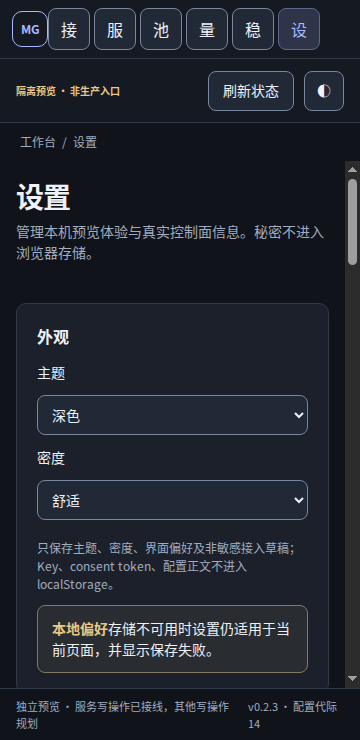 MG 接 服 池 量 稳 设
隔离预览 · 非生产入口 刷新状态
工作台 / 设置
设置
管理本机预览体验与真实控制面信息。秘密不进入
浏览器存储。
外观
主题
深色
密度
舒适
只保存主题、密度、界面偏好及非敏感接入草稿；
Key、consent token、配置正文不进入
localStorage。
本地偏好存储不可用时设置仍适用于当
前页面，并显示保存失败。
独立预览 · 服务写操作已接线，其他写操作
规划
v0.2.3 · 配置代际
14